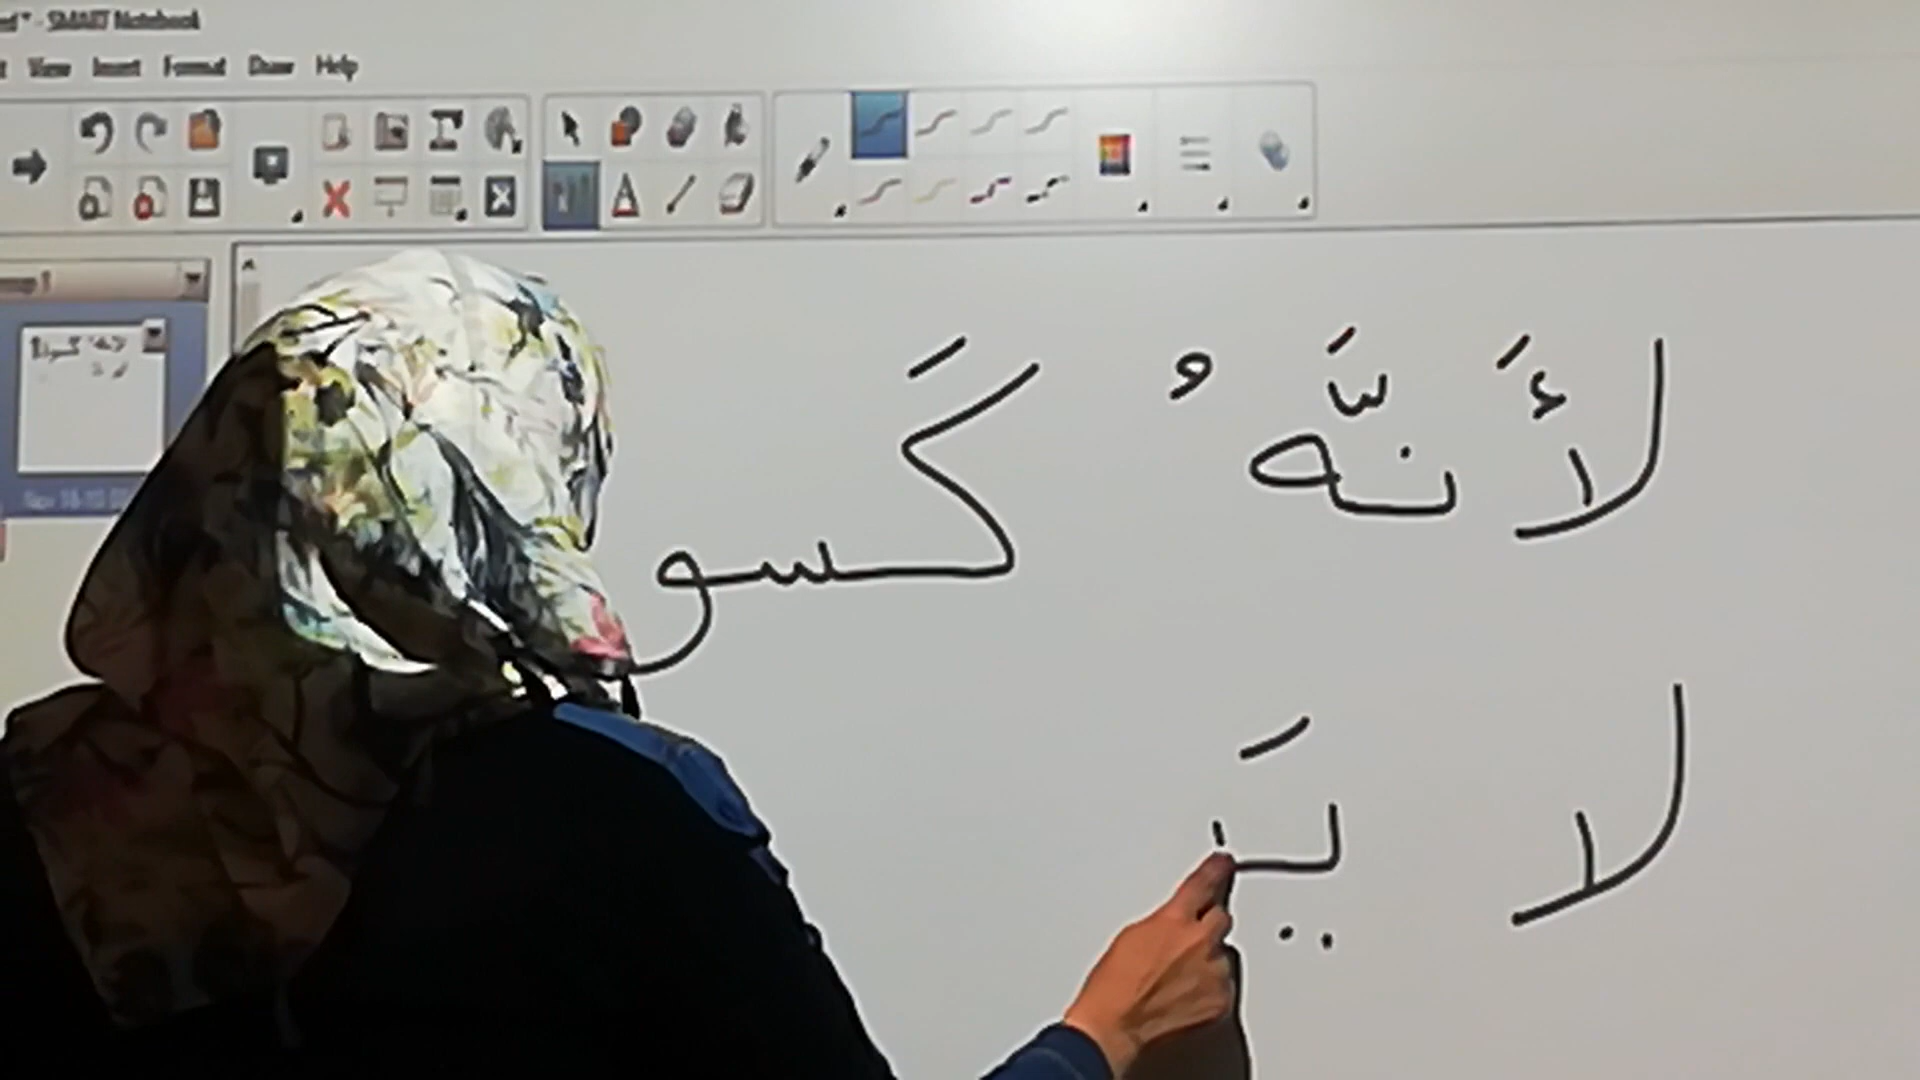 SMART Notebook
View Insert Format Draw Help
لأَنَّهُ كَسو
لا يَـ